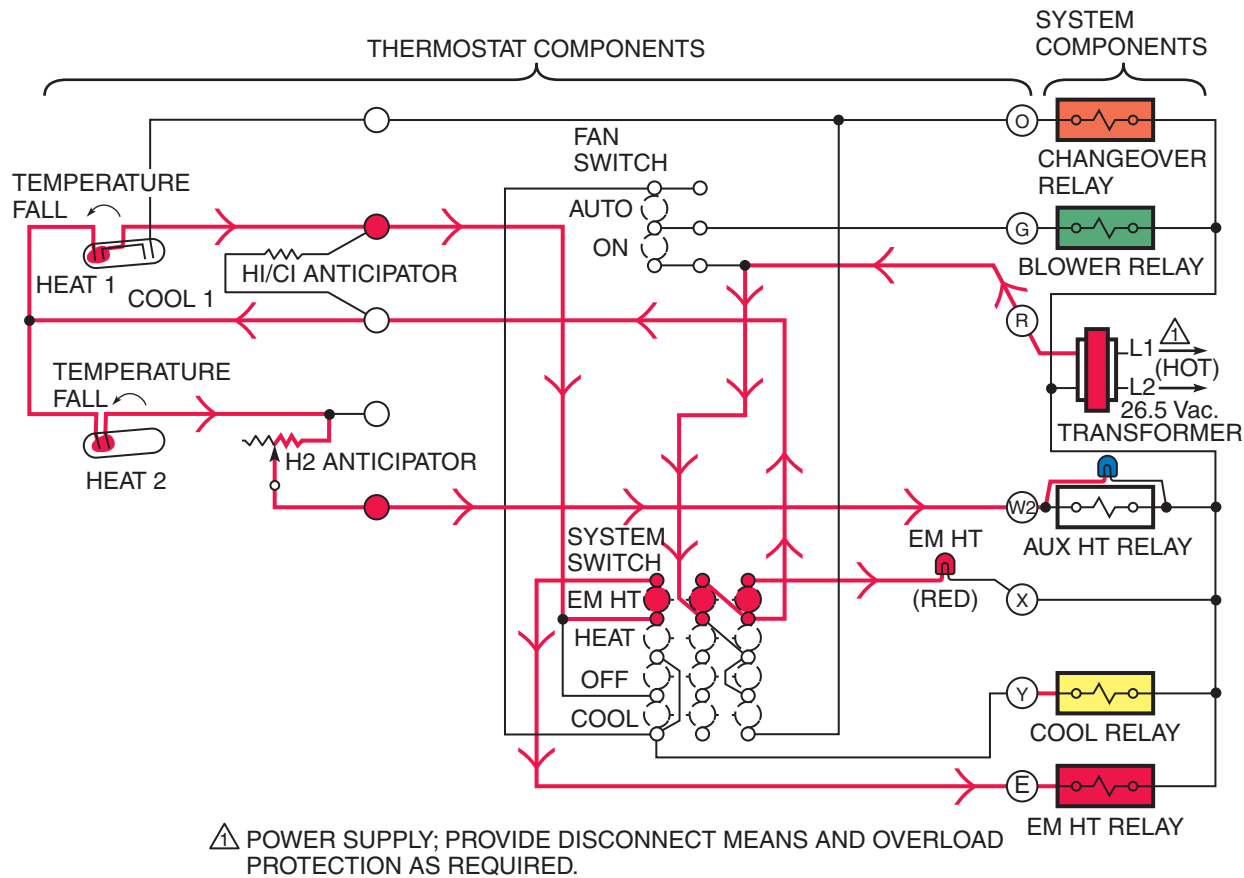 SYSTEM
COMPONENTS
THERMOSTAT COMPONENTS
O
FAN
SWITCH
CHANGEOVER
RELAY
TEMPERATURE
FALL
AUTO
G
ON
BLOWER RELAY
HEAT 1
HI/CI ANTICIPATOR
COOL 1
R
L1
1
(HOT)
L2
26.5 Vac.
TRANSFORMER
TEMPERATURE
FALL
H2 ANTICIPATOR
HEAT 2
W2
AUX HT RELAY
SYSTEM
SWITCH
EM HT
EM HT
(RED)
X
HEAT
OFF
Y
COOL
COOL RELAY
E
EM HT RELAY
1 POWER SUPPLY; PROVIDE DISCONNECT MEANS AND OVERLOAD
PROTECTION AS REQUIRED.